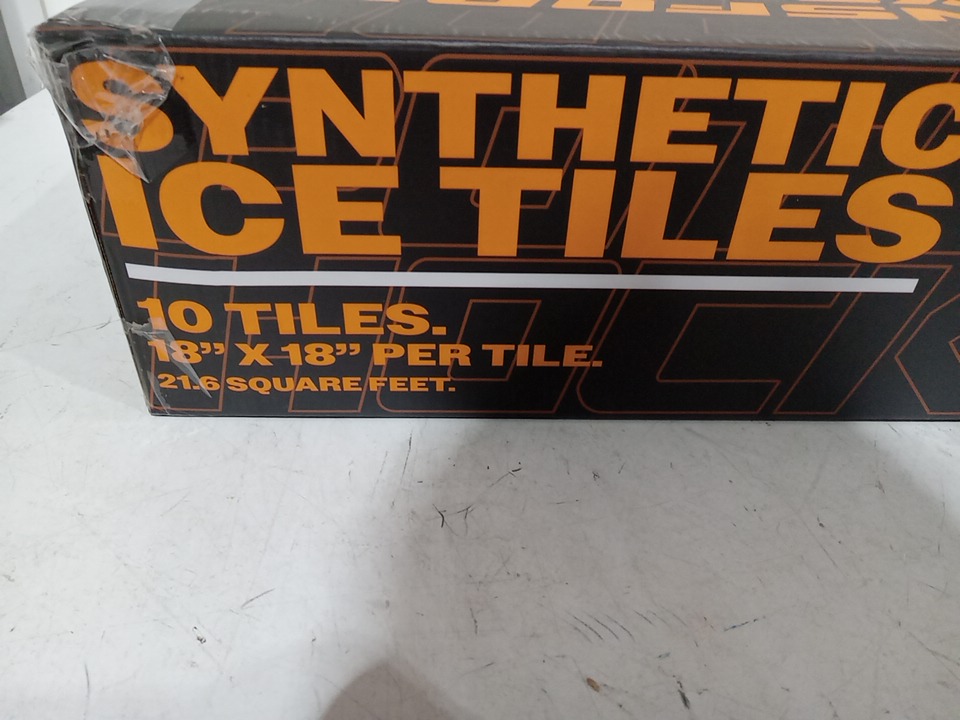 SYNTHETIC
ICE TILES
10 TILES.
18” X 18” PER TILE.
21.6 SQUARE FEET.